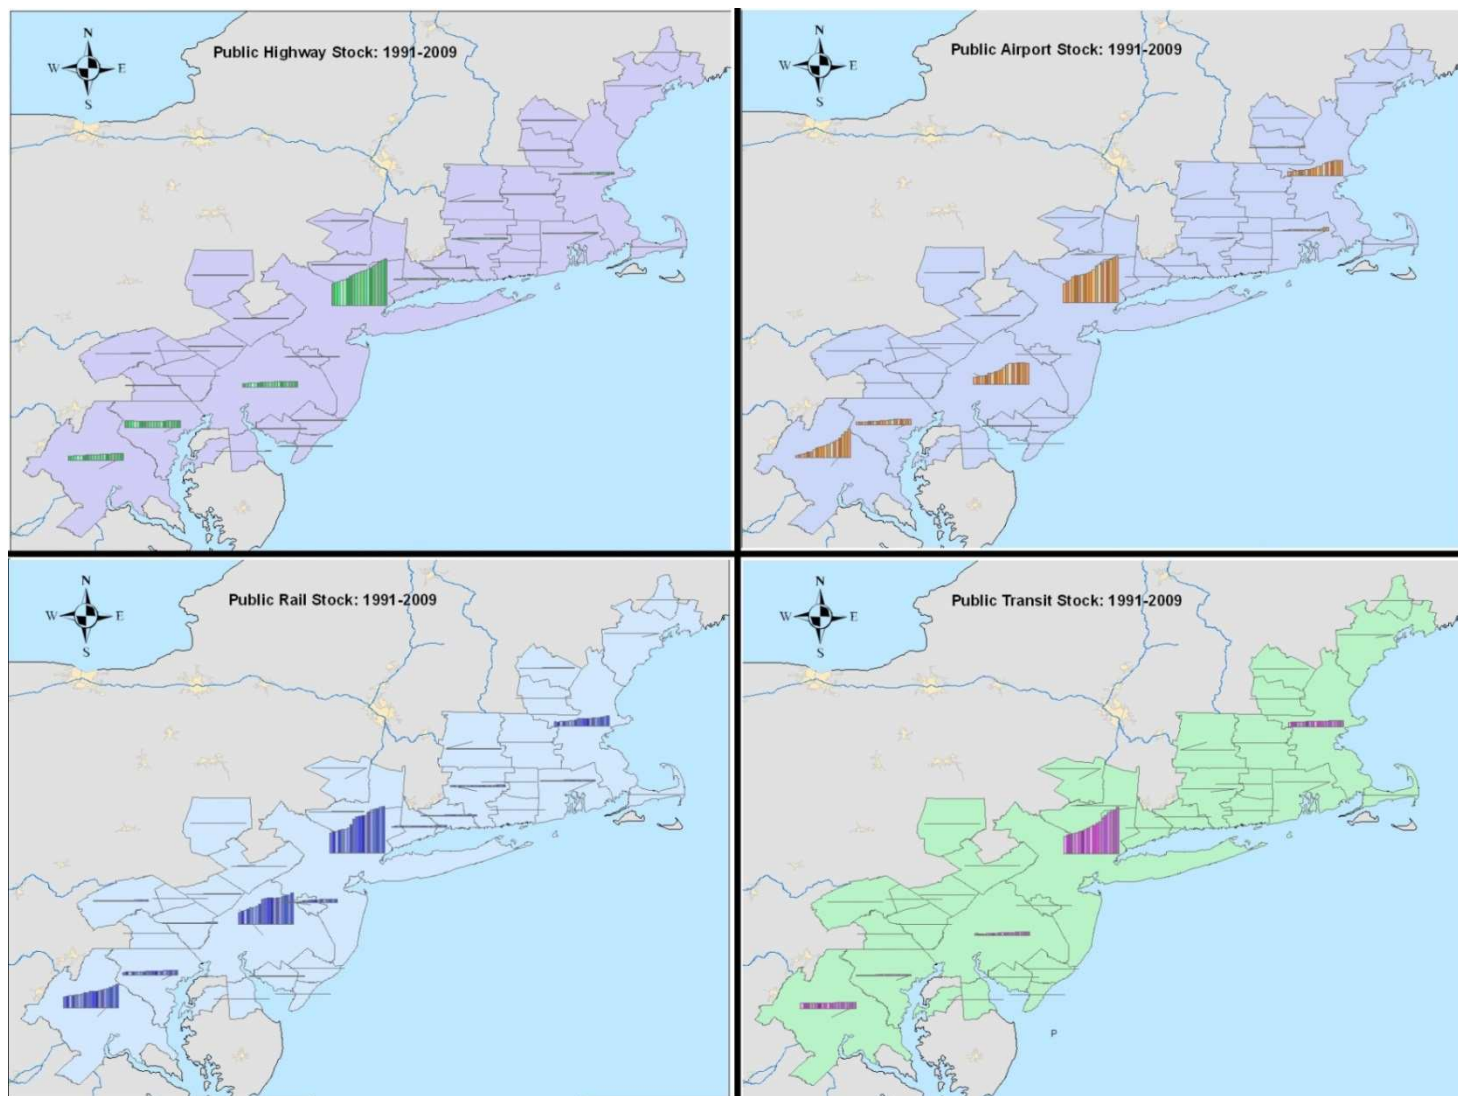 N
Public Highway Stock: 1991-2009
W E
S
N
Public Airport Stock: 1991-2009
W E
S
N
Public Rail Stock: 1991-2009
W E
S
N
Public Transit Stock: 1991-2009
W E
S
P